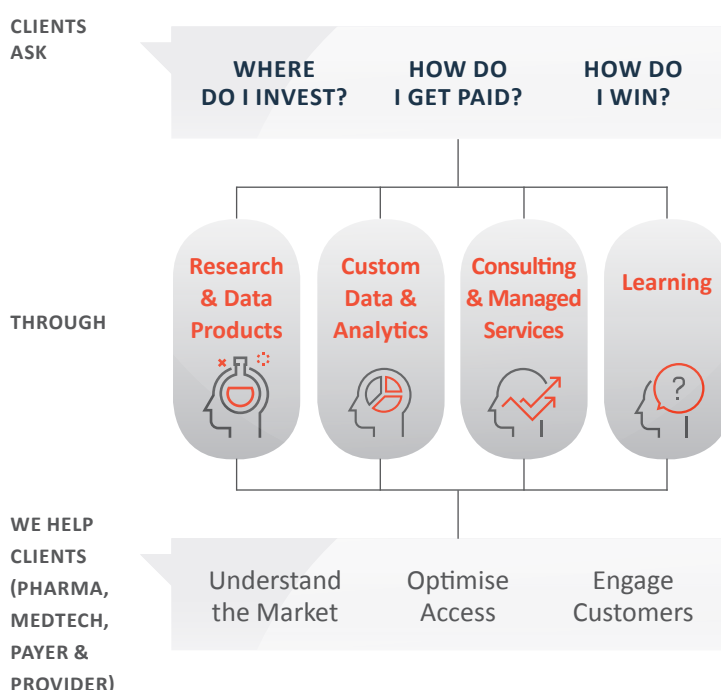 CLIENTS
ASK
WHERE
DO I INVEST?
HOW DO
I GET PAID?
HOW DO
I WIN?
THROUGH
Research
& Data
Products
Custom
Data &
Analytics
Consulting
& Managed
Services
Learning
?
WE HELP
CLIENTS
(PHARMA,
MEDTECH,
PAYER &
PROVIDER)
Understand
the Market
Optimise
Access
Engage
Customers